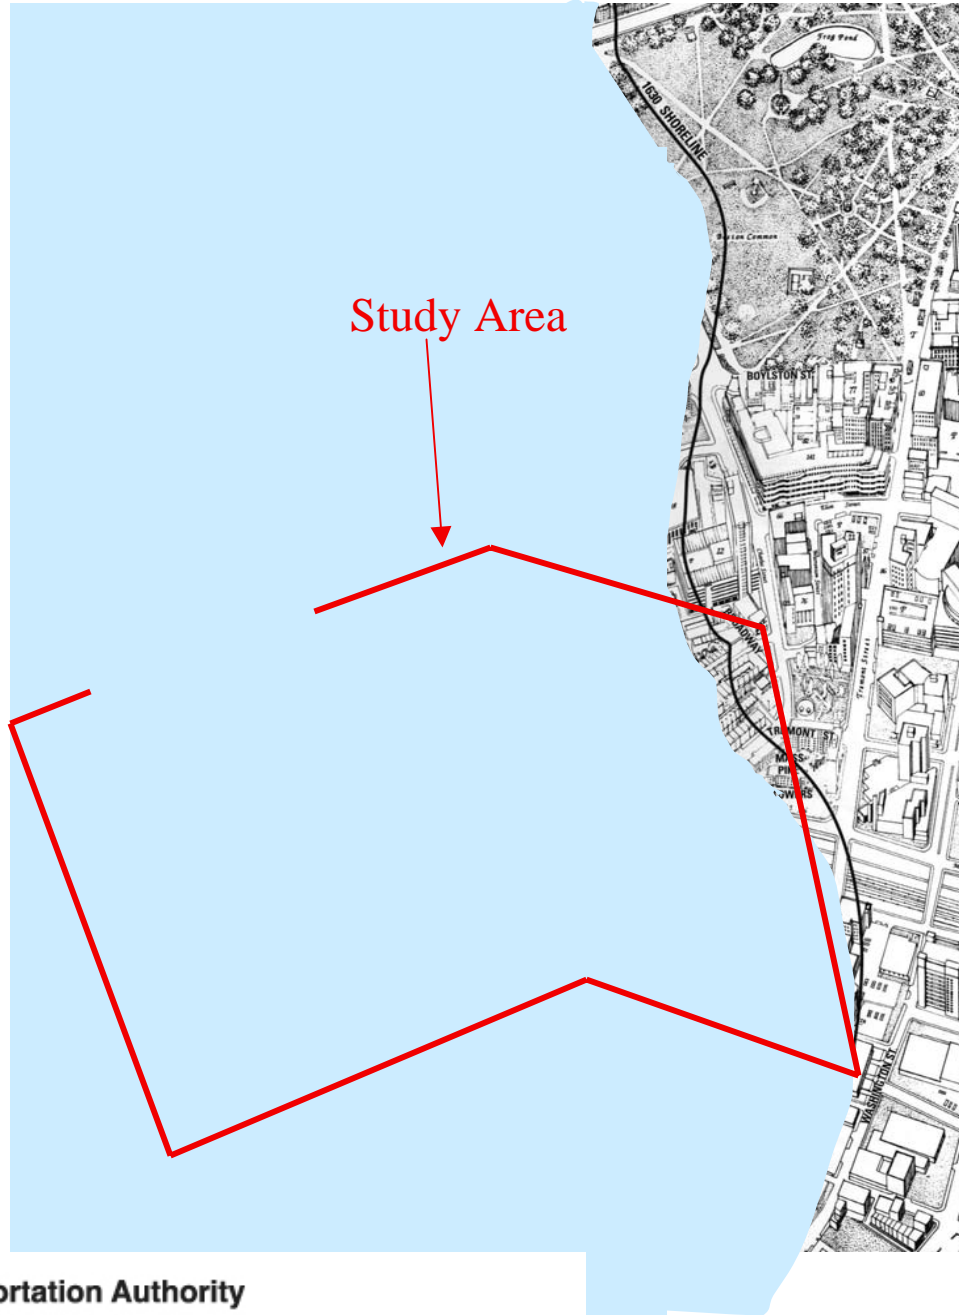 Frog Pond
1630 SHORELINE
Boston Common
Study Area
BOYLSTON ST.
BROADWAY
Tremont Street
TREMONT ST.
MASS-
WASHINGTON ST.
ortation Authority